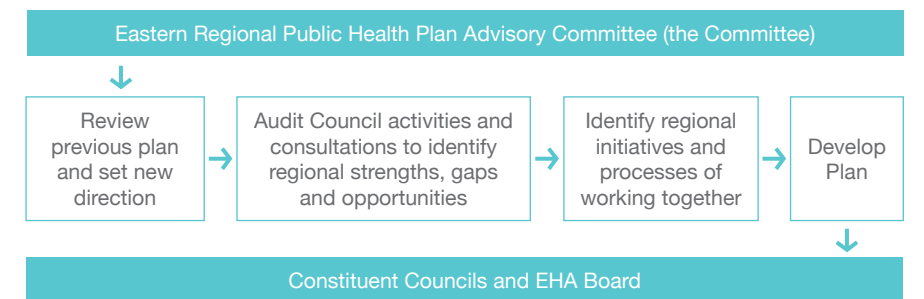 Eastern Regional Public Health Plan Advisory Committee (the Committee)
Review
previous plan
and set new
direction
Audit Council activities and
consultations to identify
regional strengths, gaps
and opportunities
Identify regional
initiatives and
processes of
working together
Develop
Plan
Constituent Councils and EHA Board